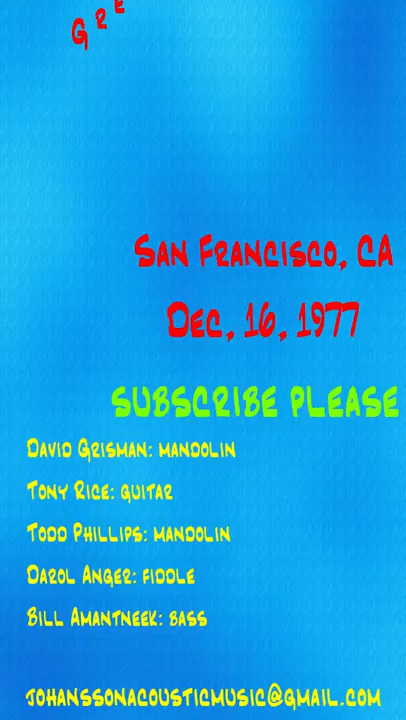 GRE
San Francisco, CA
Dec, 16, 1977
SUBSCRIBE PLEASE
David Grisman: mandolin
Tony Rice: guitar
Todd Phillips: mandolin
Darol Anger: fiddle
Bill Amantneek: bass
johanssonacousticmusic@gmail.com